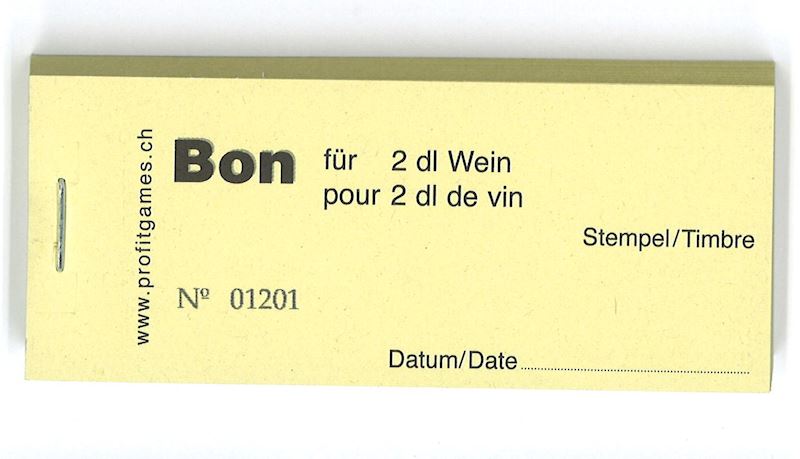 www.profitgames.ch
Bon für 2 dl Wein
pour 2 dl de vin
Stempel/Timbre
Nº 01201
Datum/Date